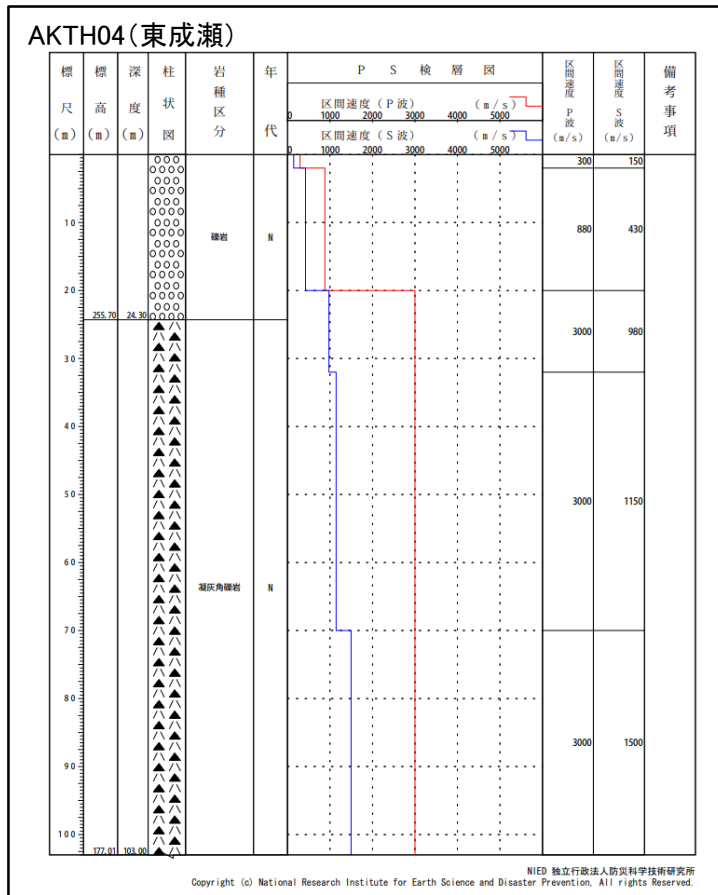 AKTH04(東成瀬)
標尺(m)
標高(m)
深度(m)
柱状図
岩種区分
年代
PS検層図
区間速度(P波) (m/s)
0 1000 2000 3000 4000 5000
区間速度(S波) (m/s)
0 1000 2000 3000 4000 5000
区間速度 P波 (m/s)
区間速度 S波 (m/s)
備考事項
300 150
10
礫岩 N
880 430
20
255.70 24.30
3000 980
30
40
50
3000 1150
60
凝灰角礫岩 N
70
80
3000 1500
90
100
177.01 103.00
NIED 独立行政法人防災科学技術研究所
Copyright (c) National Research Institute for Earth Science and Disaster Prevention, All rights Reserved.